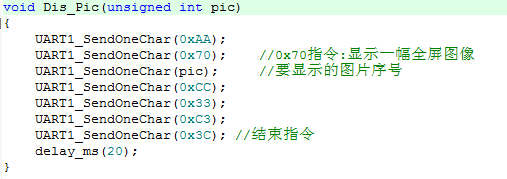 void Dis_Pic(unsigned int pic)
{
UART1_SendOneChar(0xAA);
UART1_SendOneChar(0x70); //0x70指令:显示一幅全屏图像
UART1_SendOneChar(pic); //要显示的图片序号
UART1_SendOneChar(0xCC);
UART1_SendOneChar(0x33);
UART1_SendOneChar(0xC3);
UART1_SendOneChar(0x3C); //结束指令
delay_ms(20);
}